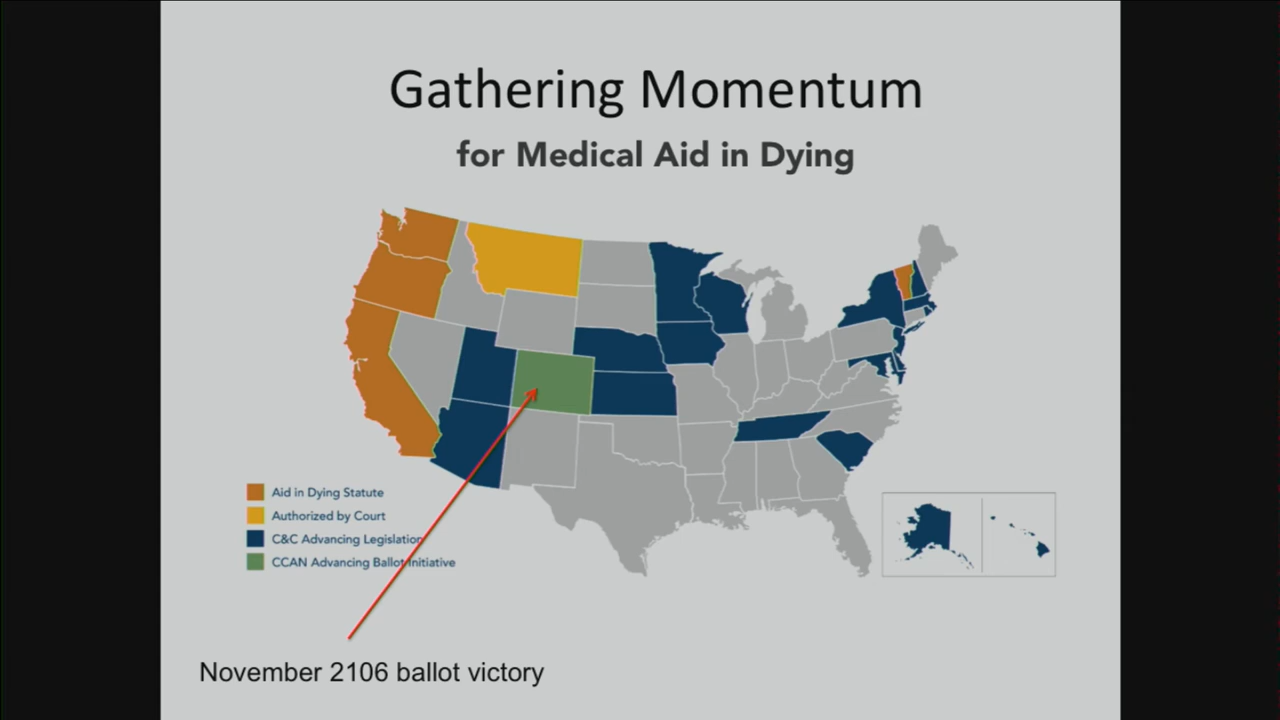 Gathering Momentum
for Medical Aid in Dying
Aid in Dying Statute
Authorized by Court
C&C Advancing Legislation
CCAN Advancing Ballot Initiative
November 2106 ballot victory